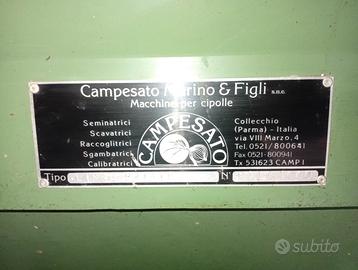 Campesato Marino & Figli s.n.c.
Macchine per cipolle
Seminatrici
Scavatrici
Raccoglitrici
Sgambatrici
Calibratrici
CAMPESATO
Collecchio
(Parma) - Italia
via VIII Marzo. 4
Tel. 0521/800641
Fax 0521-800941
Tx 531623 CAMP I
Tipo
N°
subito